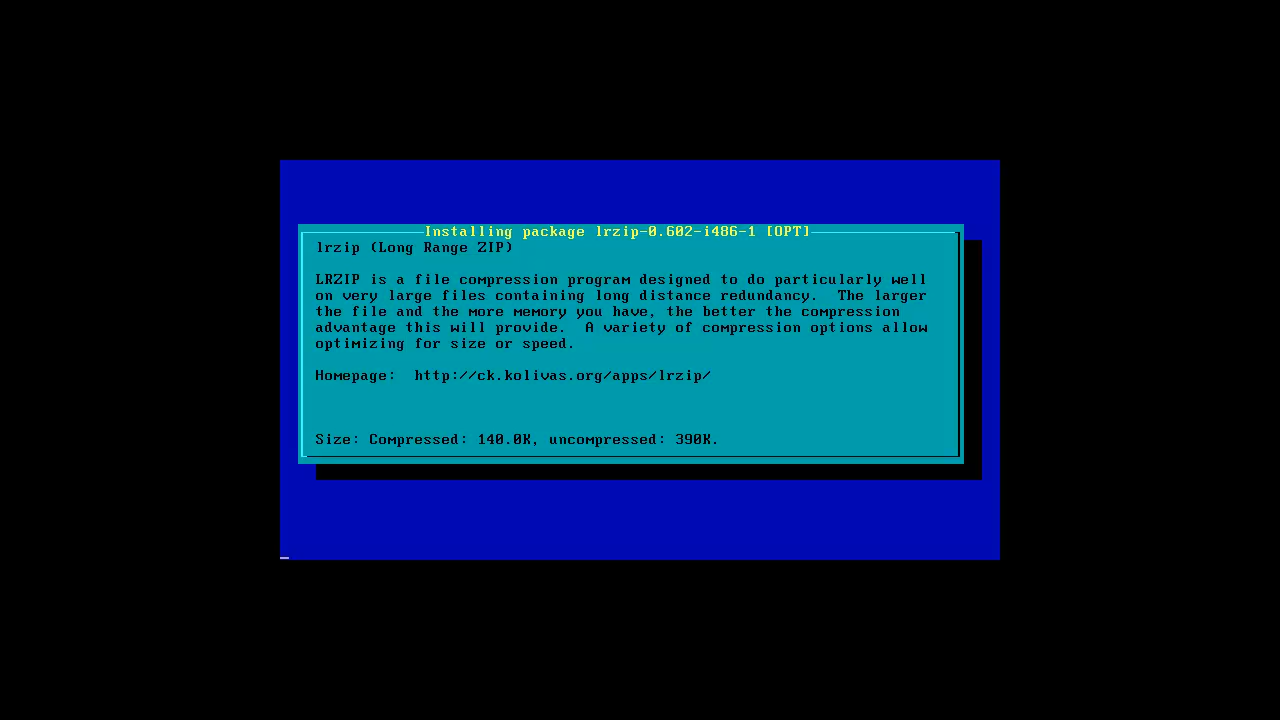 Installing package lrzip-0.602-i486-1 [OPT]
lrzip (Long Range ZIP)
LRZIP is a file compression program designed to do particularly well
on very large files containing long distance redundancy.  The larger
the file and the more memory you have, the better the compression
advantage this will provide.  A variety of compression options allow
optimizing for size or speed.
Homepage:  http://ck.kolivas.org/apps/lrzip/
Size: Compressed: 140.0K, uncompressed: 390K.